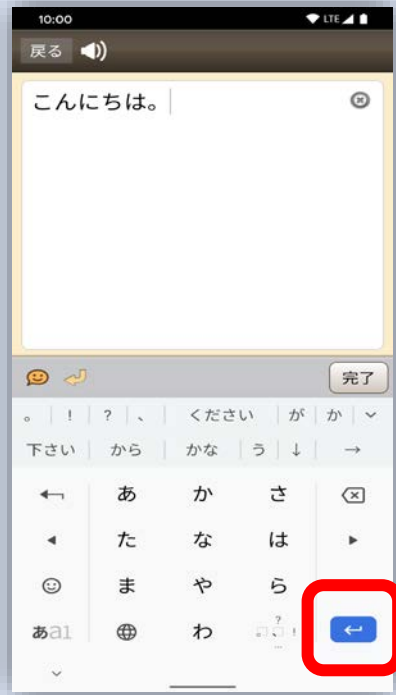 10:00 LTE
戻る
こんにちは。
完了
。 ! ? 、 ください が か
下さい から かな う ↓ →
あ か さ
た な は
ま や ら
あa1 わ 。、?!…